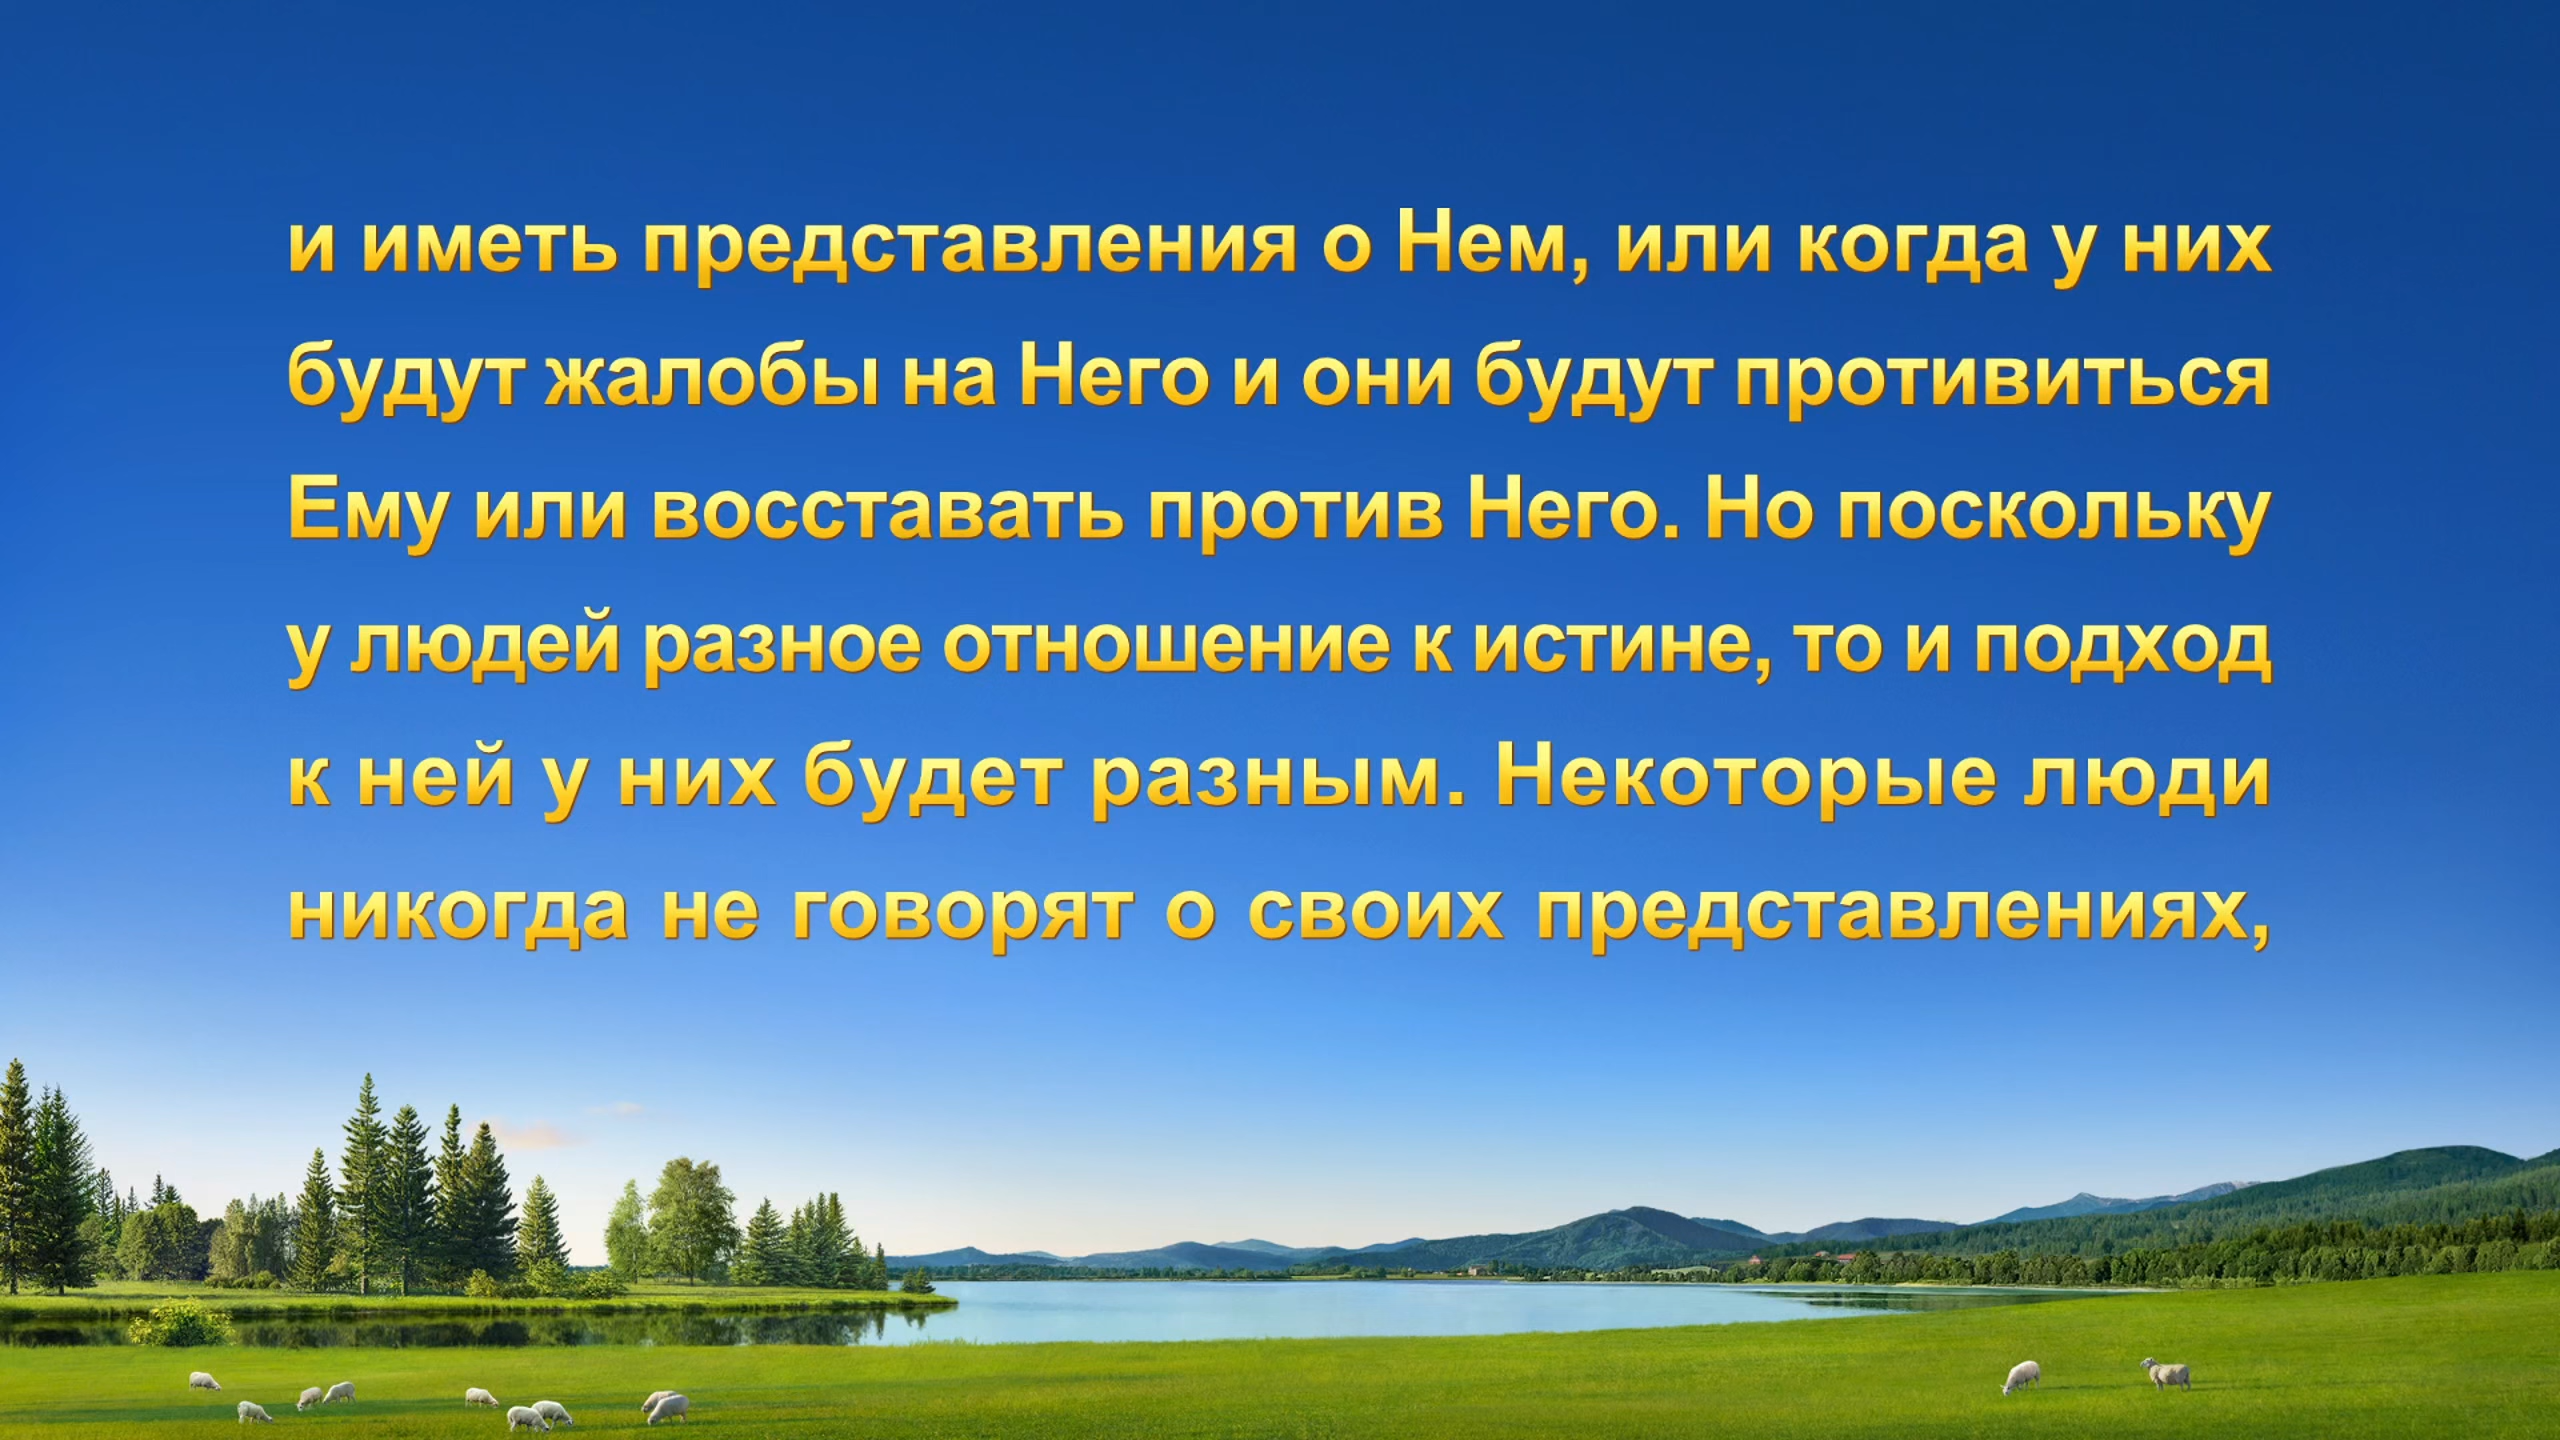 и иметь представления о Нем, или когда у них
будут жалобы на Него и они будут противиться
Ему или восставать против Него. Но поскольку
у людей разное отношение к истине, то и подход
к ней у них будет разным. Некоторые люди
никогда не говорят о своих представлениях,